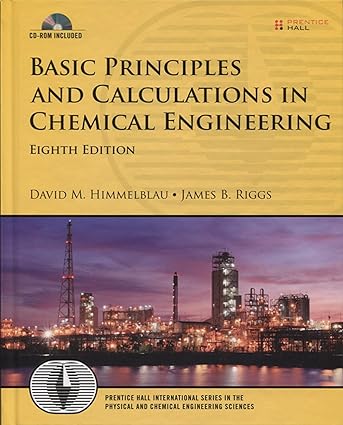 CD-ROM INCLUDED
PRENTICE
HALL
BASIC PRINCIPLES
AND CALCULATIONS IN
CHEMICAL ENGINEERING
EIGHTH EDITION
DAVID M. HIMMELBLAU • JAMES B. RIGGS
PRENTICE HALL INTERNATIONAL SERIES IN THE
PHYSICAL AND CHEMICAL ENGINEERING SCIENCES